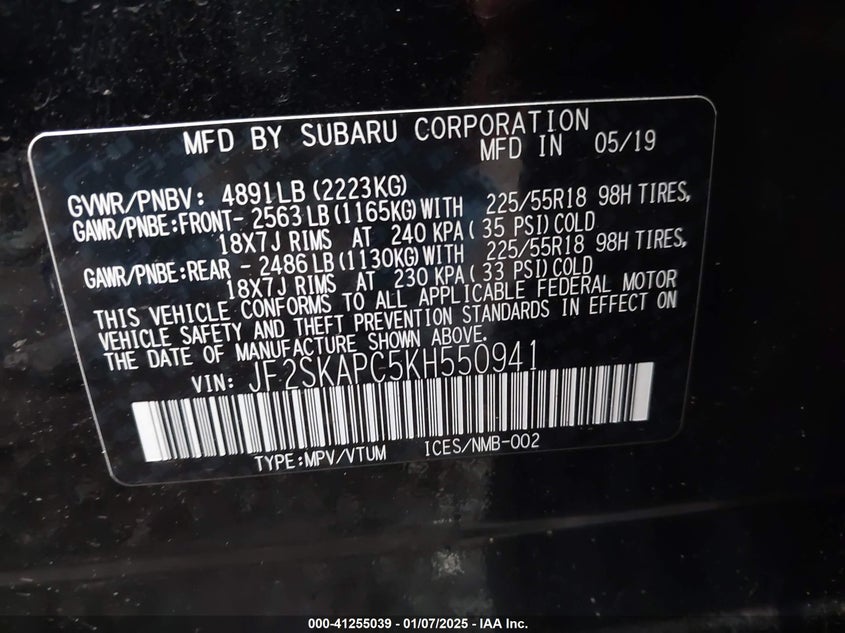 MFD BY SUBARU CORPORATION
MFD IN 05/19
GVWR/PNBV: 4891LB (2223KG)
GAWR/PNBE:FRONT- 2563 LB (1165KG) WITH 225/55R18 98H TIRES,
18X7J RIMS AT 240 KPA ( 35 PSI) COLD
GAWR/PNBE:REAR - 2486 LB (1130KG) WITH 225/55R18 98H TIRES,
18X7J RIMS AT 230 KPA ( 33 PSI) COLD
THIS VEHICLE CONFORMS TO ALL APPLICABLE FEDERAL MOTOR
VEHICLE SAFETY AND THEFT PREVENTION STANDARDS IN EFFECT ON
THE DATE OF MANUFACTURE SHOWN ABOVE.
VIN: JF2SKAPC5KH550941
TYPE:MPV/VTUM ICES/NMB-002
000-41255039 - 01/07/2025 - IAA Inc.